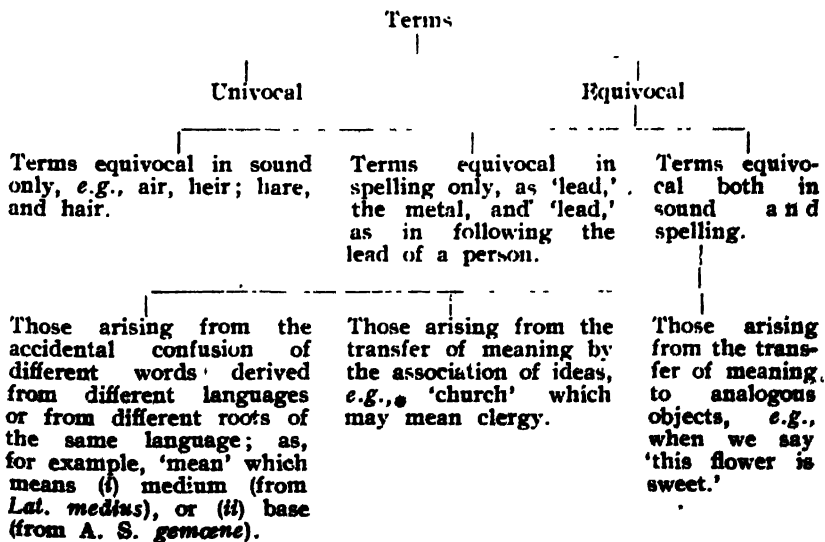 Terms
Univocal Equivocal
Terms equivocal in sound
only, e.g., air, heir; hare,
and hair.
Terms equivocal in
spelling only, as 'lead,'
the metal, and 'lead,'
as in following the
lead of a person.
Terms equivo-
cal both in
sound and
spelling.
Those arising from the
accidental confusion of
different words derived
from different languages
or from different roots of
the same language; as,
for example, 'mean' which
means (i) medium (from
Lat. medius), or (ii) base
(from A. S. gemœne).
Those arising from the
transfer of meaning by
the association of ideas,
e.g., 'church' which
may mean clergy.
Those arising
from the trans-
fer of meaning
to analogous
objects, e.g.,
when we say
'this flower is
sweet.'